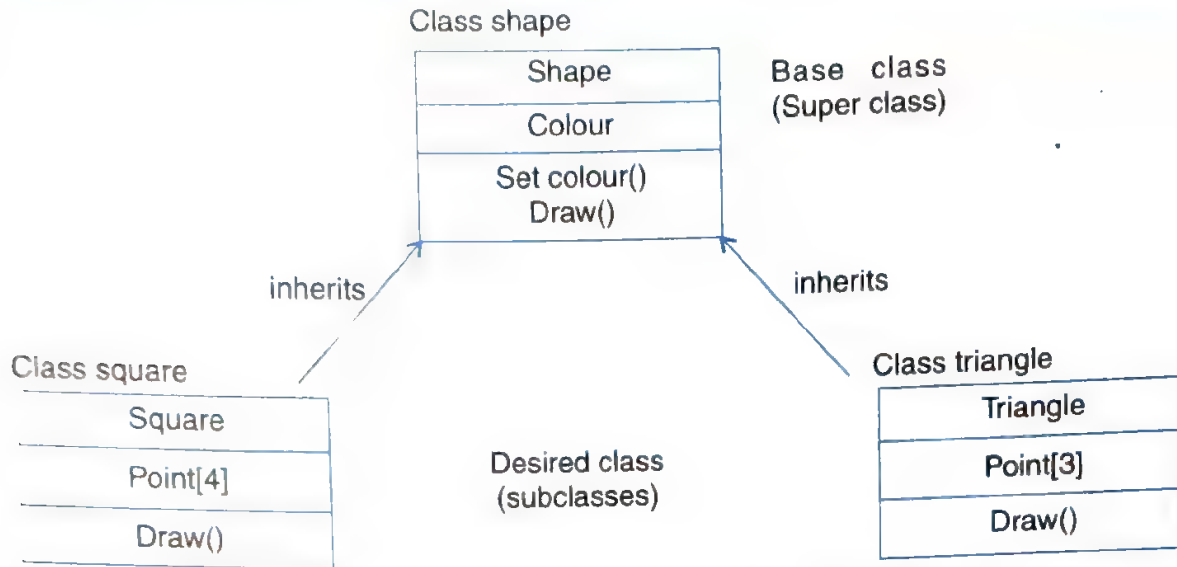 Class shape
Shape
Colour
Set colour()
Draw()
Base class
(Super class)
inherits
inherits
Class square
Square
Point[4]
Draw()
Desired class
(subclasses)
Class triangle
Triangle
Point[3]
Draw()